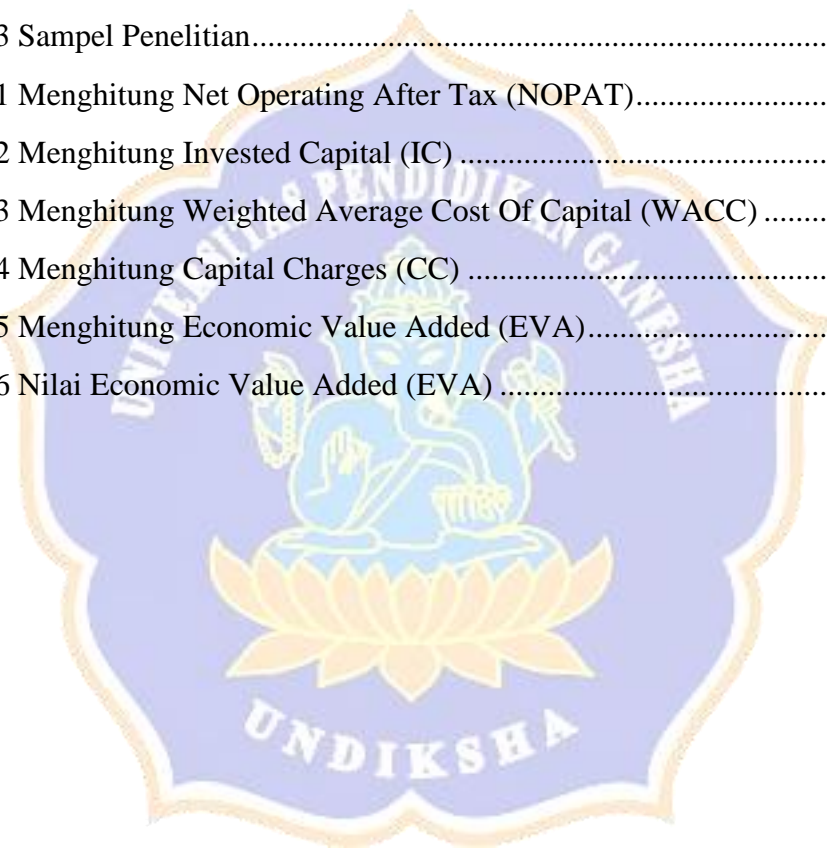 3 Sampel Penelitian............................................................
1 Menghitung Net Operating After Tax (NOPAT)........................
2 Menghitung Invested Capital (IC) ..............................................
3 Menghitung Weighted Average Cost Of Capital (WACC) ........
4 Menghitung Capital Charges (CC) .............................................
5 Menghitung Economic Value Added (EVA)..............................
6 Nilai Economic Value Added (EVA) .........................................
UNIVERSITAS PENDIDIKAN GANESHA
UNDIKSHA